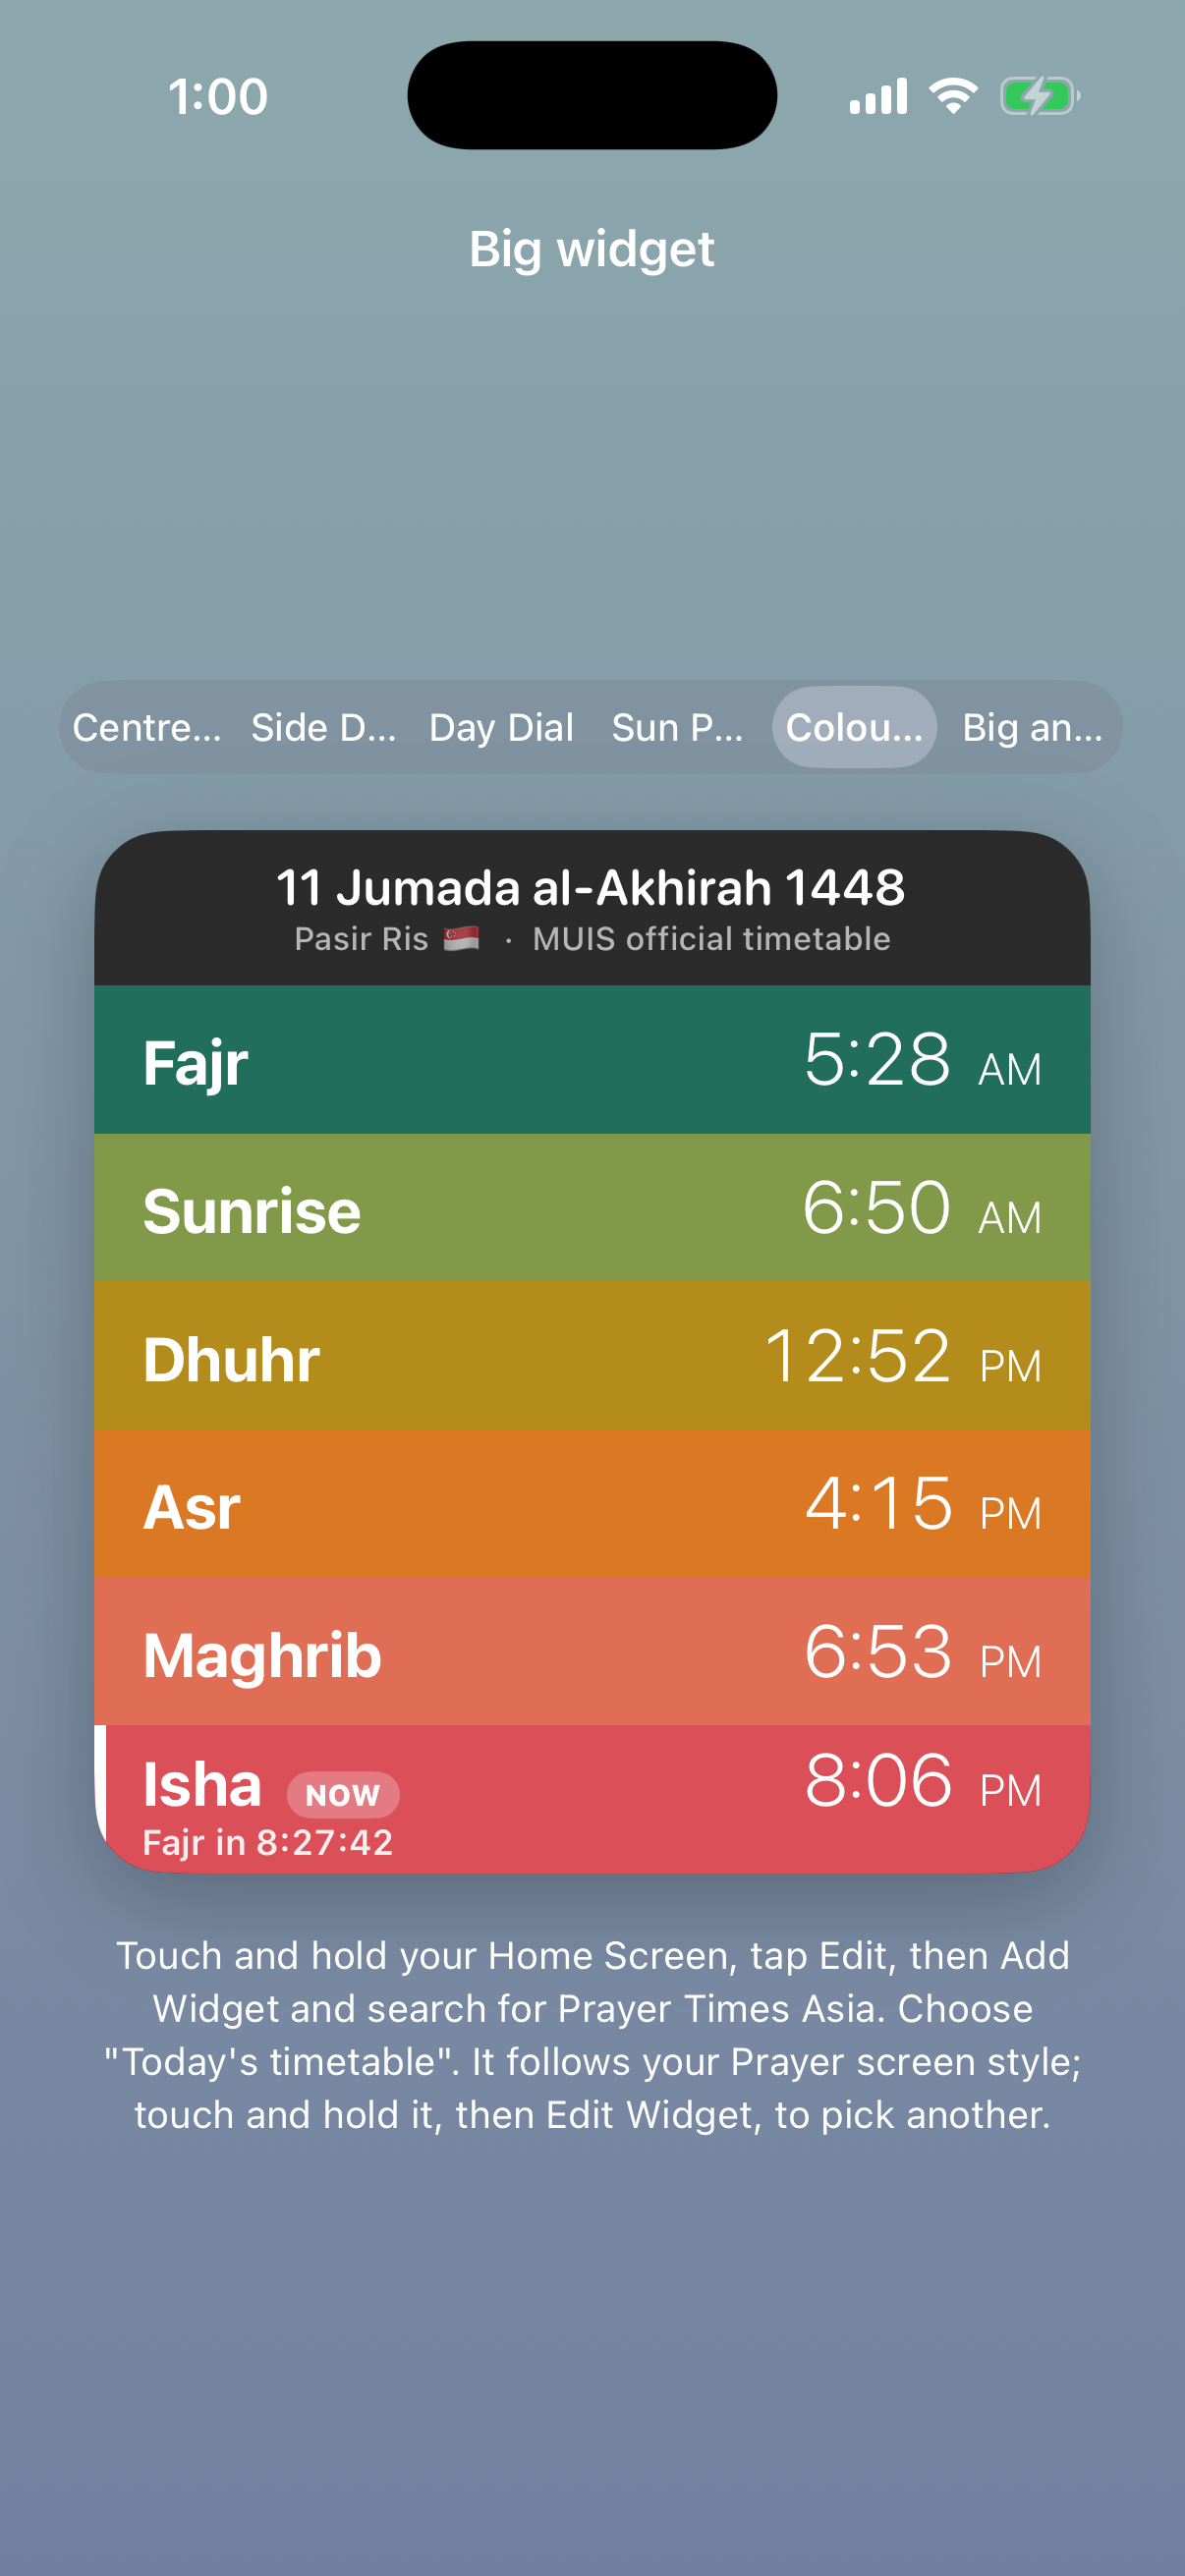 1:00
Big widget
Centre... Side D... Day Dial Sun P... Colou... Big an...
11 Jumada al-Akhirah 1448
Pasir Ris 🇸🇬 · MUIS official timetable
Fajr 5:28 AM
Sunrise 6:50 AM
Dhuhr 12:52 PM
Asr 4:15 PM
Maghrib 6:53 PM
Isha NOW 8:06 PM
Fajr in 8:27:42
Touch and hold your Home Screen, tap Edit, then Add
Widget and search for Prayer Times Asia. Choose
"Today's timetable". It follows your Prayer screen style;
touch and hold it, then Edit Widget, to pick another.